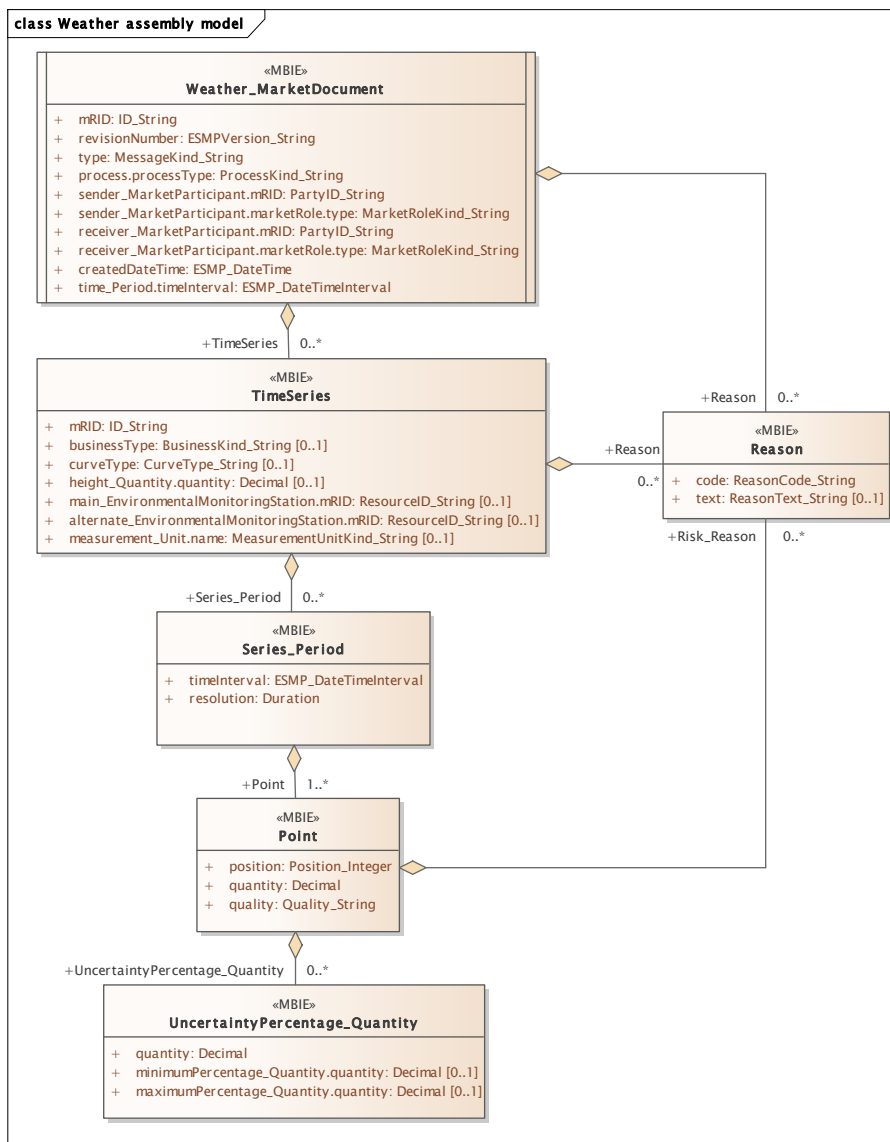 class Weather assembly model
«MBIE»
Weather_MarketDocument
+ mRID: ID_String
+ revisionNumber: ESMPVersion_String
+ type: MessageKind_String
+ process.processType: ProcessKind_String
+ sender_MarketParticipant.mRID: PartyID_String
+ sender_MarketParticipant.marketRole.type: MarketRoleKind_String
+ receiver_MarketParticipant.mRID: PartyID_String
+ receiver_MarketParticipant.marketRole.type: MarketRoleKind_String
+ createdDateTime: ESMP_DateTime
+ time_Period.timeInterval: ESMP_DateTimeInterval
+TimeSeries 0..*
«MBIE»
TimeSeries
+ mRID: ID_String
+ businessType: BusinessKind_String [0..1]
+ curveType: CurveType_String [0..1]
+ height_Quantity.quantity: Decimal [0..1]
+ main_EnvironmentalMonitoringStation.mRID: ResourceID_String [0..1]
+ alternate_EnvironmentalMonitoringStation.mRID: ResourceID_String [0..1]
+ measurement_Unit.name: MeasurementUnitKind_String [0..1]
+Reason 0..*
+Reason
0..*
«MBIE»
Reason
+ code: ReasonCode_String
+ text: ReasonText_String [0..1]
+Risk_Reason 0..*
+Series_Period 0..*
«MBIE»
Series_Period
+ timeInterval: ESMP_DateTimeInterval
+ resolution: Duration
+Point 1..*
«MBIE»
Point
+ position: Position_Integer
+ quantity: Decimal
+ quality: Quality_String
+UncertaintyPercentage_Quantity 0..*
«MBIE»
UncertaintyPercentage_Quantity
+ quantity: Decimal
+ minimumPercentage_Quantity.quantity: Decimal [0..1]
+ maximumPercentage_Quantity.quantity: Decimal [0..1]